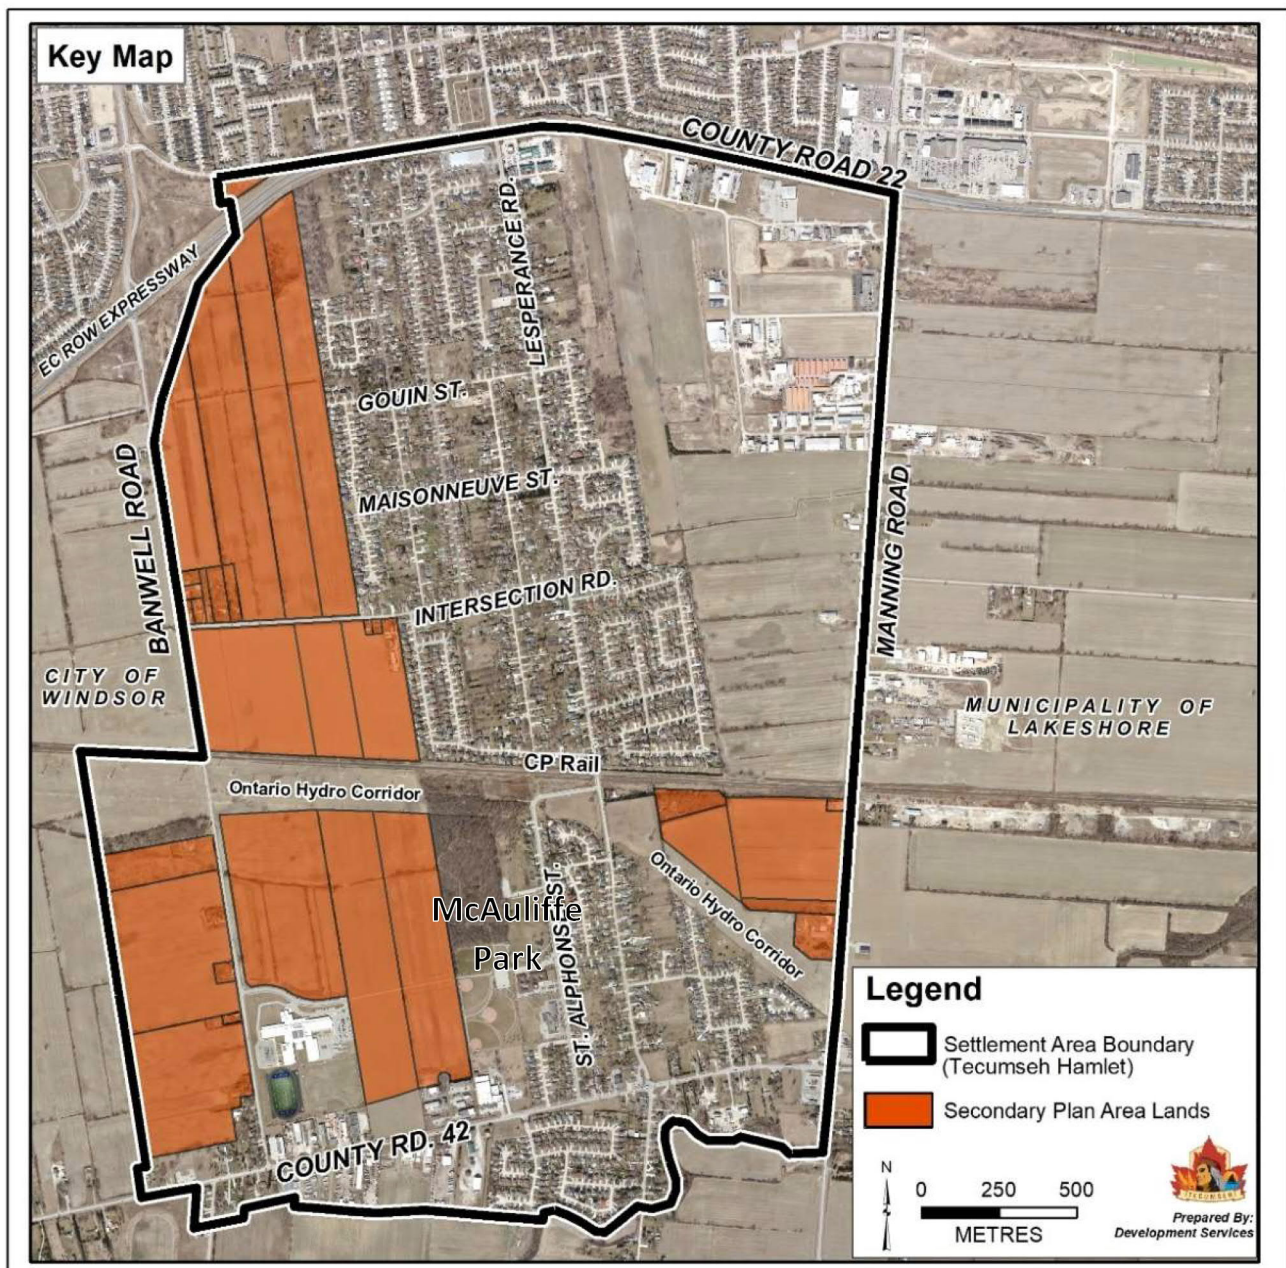 Key Map
COUNTY ROAD 22
LESPERANCE RD.
EC ROW EXPRESSWAY
GOUIN ST.
BANWELL ROAD
MAISONNEUVE ST.
MANNING ROAD
INTERSECTION RD.
CITY OF
WINDSOR
MUNICIPALITY OF
LAKESHORE
CP Rail
Ontario Hydro Corridor
Ontario Hydro Corridor
McAuliffe
Park
ST. ALPHONSE ST.
COUNTY RD. 42
Legend
Settlement Area Boundary
(Tecumseh Hamlet)
Secondary Plan Area Lands
N
0 250 500
METRES
TECUMSEH
Prepared By:
Development Services